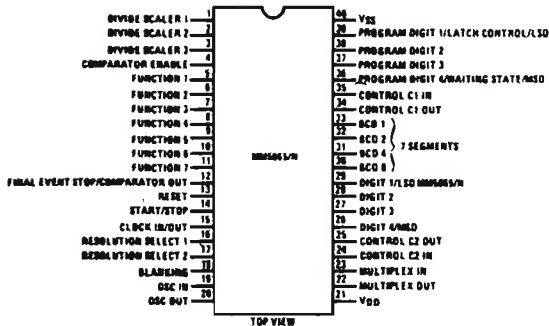 DIVIDE SCALER 1 1
DIVIDE SCALER 2 2
DIVIDE SCALER 3 3
COMPARATOR ENABLE 4
FUNCTION 1 5
FUNCTION 2 6
FUNCTION 3 7
FUNCTION 4 8
FUNCTION 5 9
FUNCTION 6 10
FUNCTION 7 11
FINAL EVENT STOP/COMPARATOR OUT 12
RESET 13
START/STOP 14
CLOCK IN/OUT 15
RESOLUTION SELECT 1 16
RESOLUTION SELECT 2 17
BLANKING 18
OSC IN 19
OSC OUT 20
MM5865/N
40 VSS
39 PROGRAM DIGIT 1/LATCH CONTROL/LSD
38 PROGRAM DIGIT 2
37 PROGRAM DIGIT 3
36 PROGRAM DIGIT 4/WAITING STATE/MSD
35 CONTROL C1 IN
34 CONTROL C1 OUT
33 BCD 1
32 BCD 2
31 BCD 4
30 BCD 8
7 SEGMENTS
29 DIGIT 1/LSD MM5865/N
28 DIGIT 2
27 DIGIT 3
26 DIGIT 4/MSD
25 CONTROL C2 OUT
24 CONTROL C2 IN
23 MULTIPLEX IN
22 MULTIPLEX OUT
21 VDD
TOP VIEW